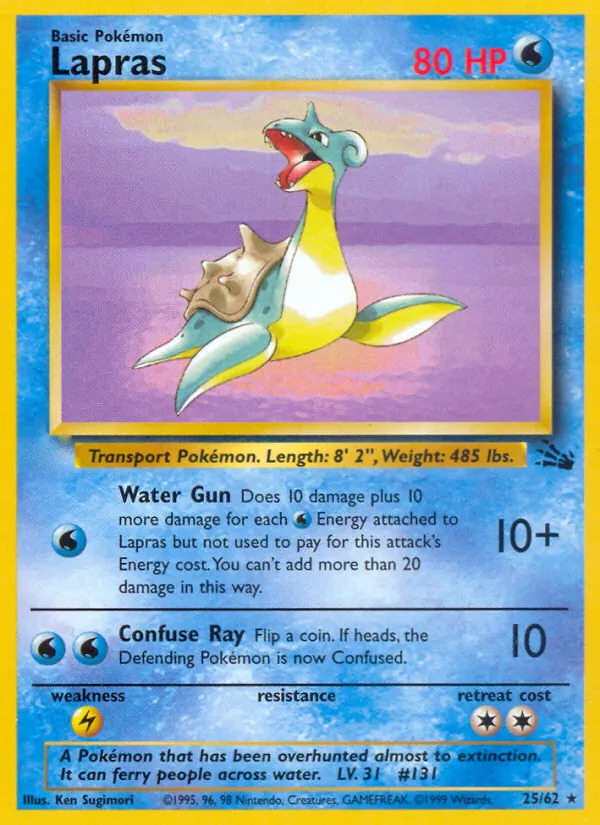 Basic Pokémon
Lapras
80 HP
Transport Pokémon. Length: 8' 2", Weight: 485 lbs.
Water Gun Does 10 damage plus 10
more damage for each Energy attached to
Lapras but not used to pay for this attack's
Energy cost. You can't add more than 20
damage in this way.
10+
Confuse Ray Flip a coin. If heads, the
Defending Pokémon is now Confused.
10
weakness
resistance
retreat cost
A Pokémon that has been overhunted almost to extinction.
It can ferry people across water. LV. 31 #131
Illus. Ken Sugimori ©1995, 96, 98 Nintendo, Creatures, GAMEFREAK. ©1999 Wizards. 25/62 ★